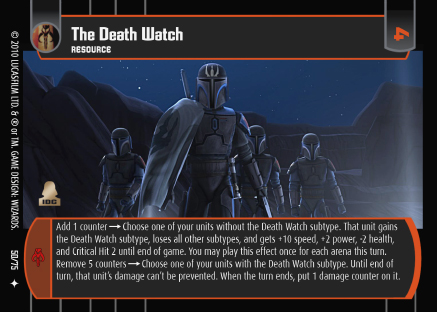 The Death Watch
RESOURCE
4
© 2010 LUCASFILM LTD. & ® or TM. GAME DESIGN: WIZARDS.
50/75
IDC
Add 1 counter → Choose one of your units without the Death Watch subtype. That unit gains
the Death Watch subtype, loses all other subtypes, and gets +10 speed, +2 power, -2 health,
and Critical Hit 2 until end of game. You may play this effect once for each arena this turn.
Remove 5 counters → Choose one of your units with the Death Watch subtype. Until end of
turn, that unit's damage can't be prevented. When the turn ends, put 1 damage counter on it.